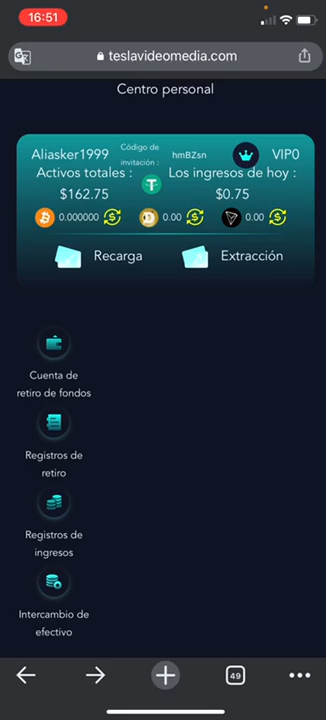 16:51
teslavideomedia.com
Centro personal
Aliasker1999
Código de
invitación :
hmBZsn
VIP0
Activos totales :
Los ingresos de hoy :
$162.75
$0.75
0.000000
0.00
0.00
Recarga
Extracción
Cuenta de
retiro de fondos
Registros de
retiro
Registros de
ingresos
Intercambio de
efectivo
49